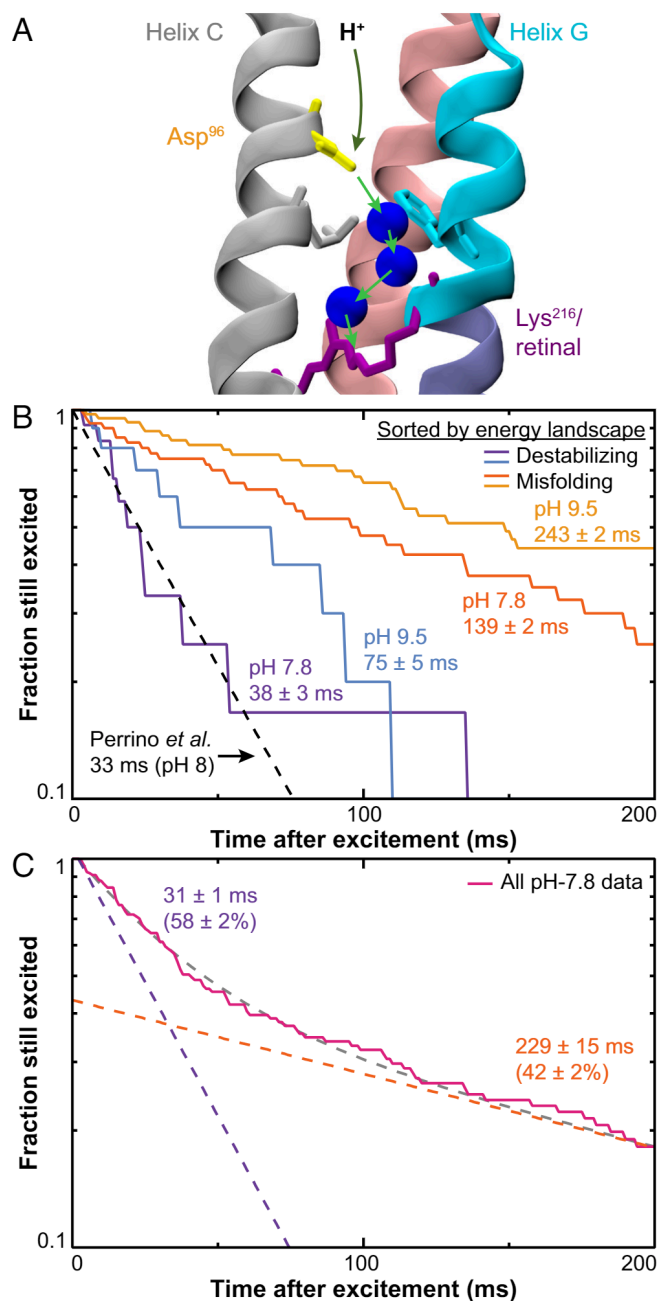 A
Helix C
H⁺
Helix G
Asp⁹⁶
Lys²¹⁶/
retinal
B
1
Sorted by energy landscape
Destabilizing
Misfolding
pH 9.5
243 ± 2 ms
pH 7.8
139 ± 2 ms
pH 9.5
75 ± 5 ms
pH 7.8
38 ± 3 ms
Perrino et al.
33 ms (pH 8)
Fraction still excited
0.1
0
100
200
Time after excitement (ms)
C
1
All pH-7.8 data
31 ± 1 ms
(58 ± 2%)
229 ± 15 ms
(42 ± 2%)
Fraction still excited
0.1
0
100
200
Time after excitement (ms)